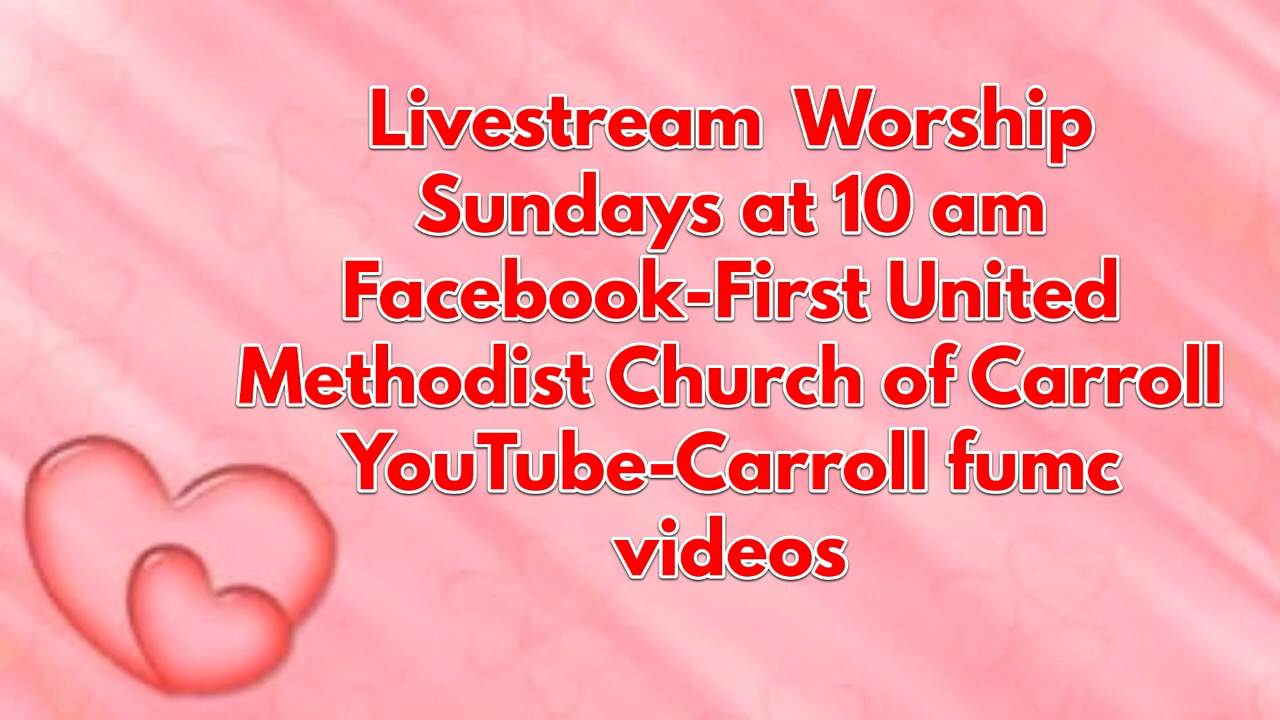 Livestream Worship
Sundays at 10 am
Facebook-First United
Methodist Church of Carroll
YouTube-Carroll fumc
videos